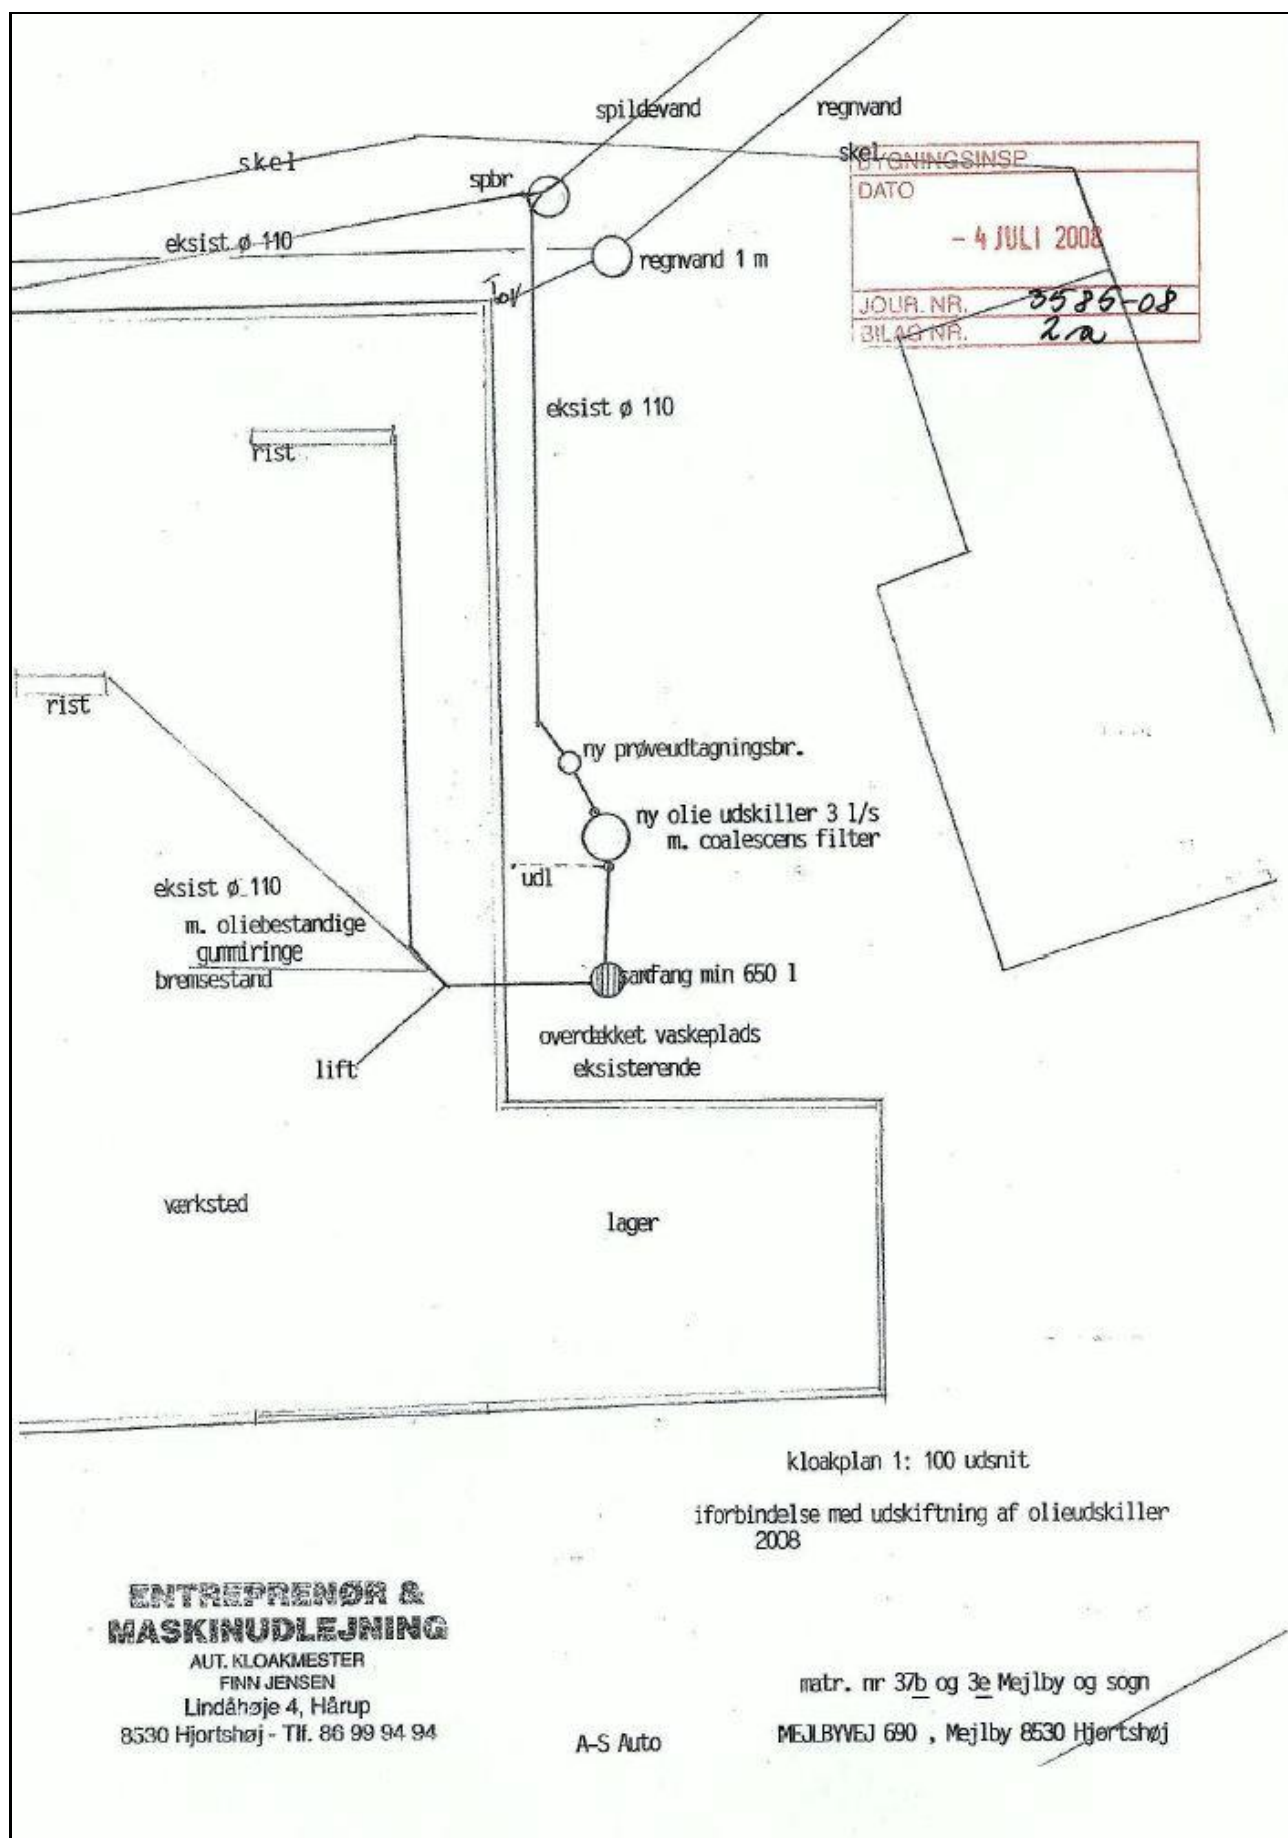 spildevand
regnvand
skel
skel
BYGNINGSINSP
DATO
- 4 JULI 2008
JOUR. NR. 3585-08
BILAG NR. 2a
spbr
eksist ø 110
regnvand 1 m
eksist ø 110
rist
rist
ny prøveudtagningsbr.
ny olie udskiller 3 l/s
m. coalescens filter
udl
eksist ø 110
m. oliebestandige
gummiringe
bremsestand
sanfang min 650 l
overdækket vaskeplads
eksisterende
lift
værksted
lager
kloakplan 1: 100 udsnit
iforbindelse med udskiftning af olieudskiller
2008
ENTREPRENØR &
MASKINUDLEJNING
AUT. KLOAKMESTER
FINN JENSEN
Lindåhøje 4, Hårup
8530 Hjortshøj - Tlf. 86 99 94 94
A-S Auto
matr. nr 37b og 3e Mejlby og sogn
MEJLBYVEJ 690 , Mejlby 8530 Hjortshøj